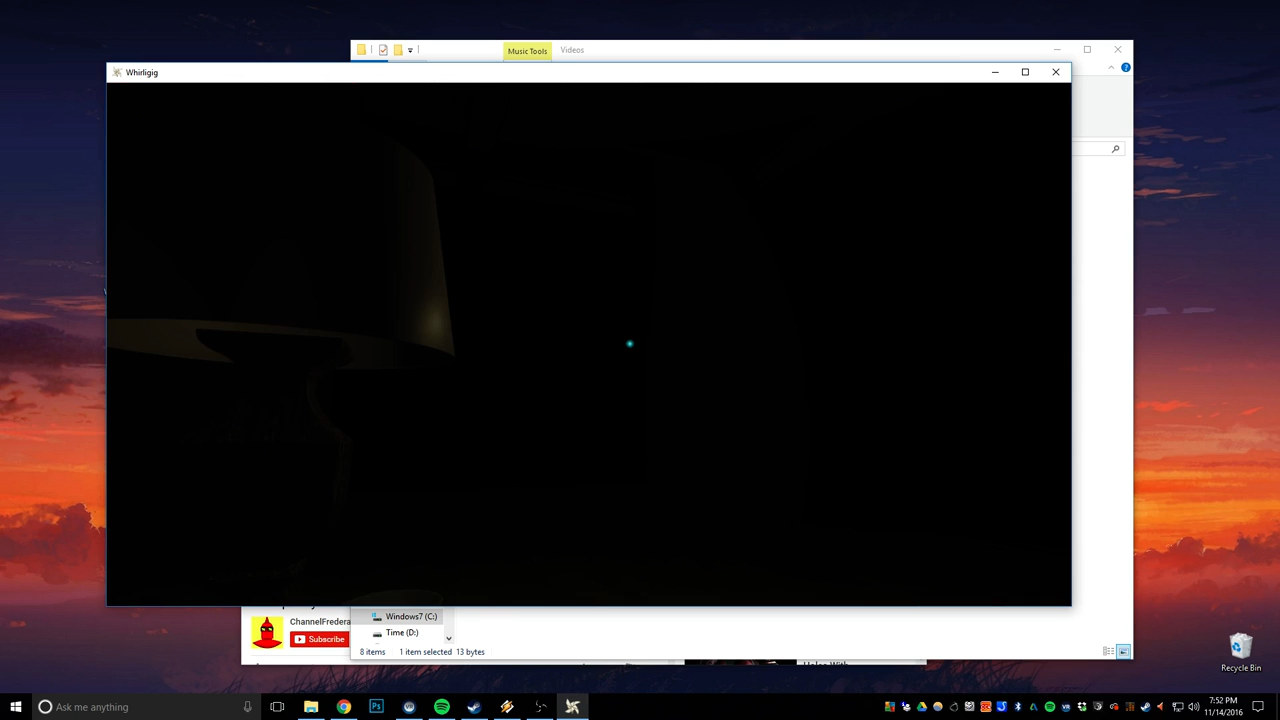 Music Tools
Videos
Whirligig
ChannelFredera
Subscribe
Windows7 (C:)
Time (D:)
8 items
1 item selected 13 bytes
Recycle Bin
Ask me anything
Ps
7:52 PM
11/14/2016